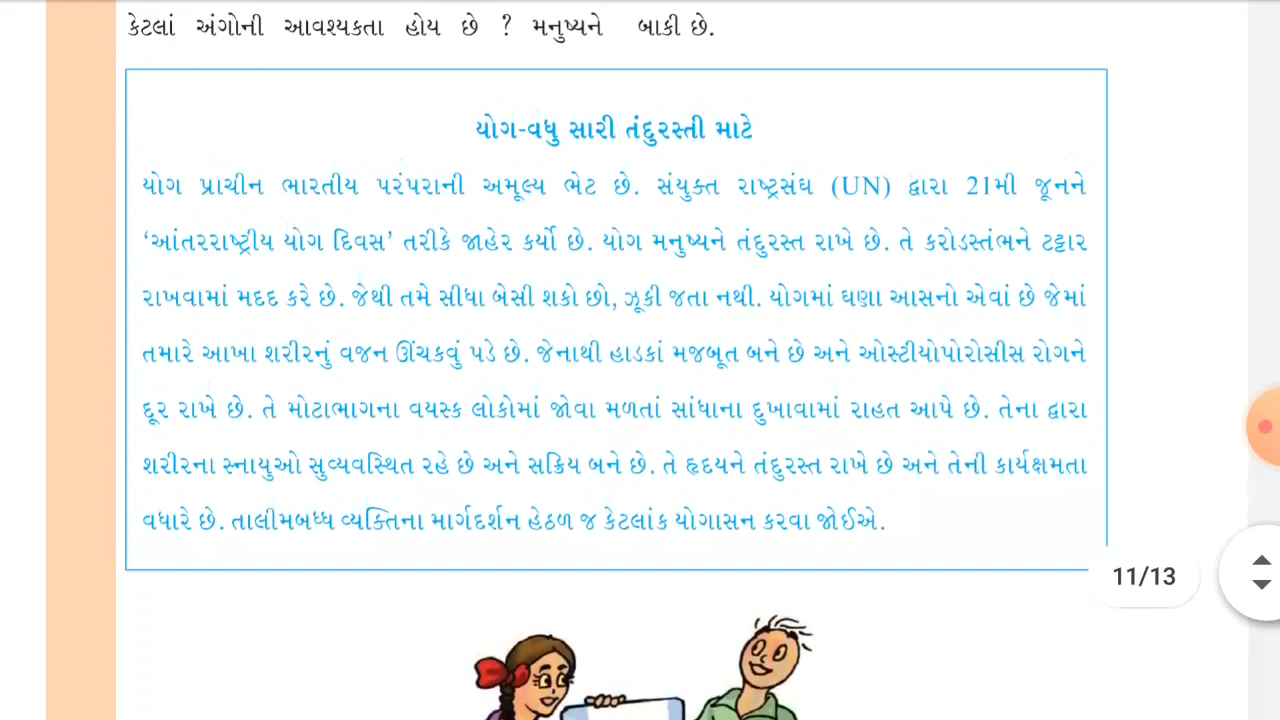 કેટલાં અંગોની આવશ્યકતા હોય છે ? મનુષ્યને બાકી છે.
યોગ-વધુ સારી તંદુરસ્તી માટે
યોગ પ્રાચીન ભારતીય પરંપરાની અમૂલ્ય ભેટ છે. સંયુક્ત રાષ્ટ્રસંઘ (UN) દ્વારા 21મી જૂનને
‘આંતરરાષ્ટ્રીય યોગ દિવસ’ તરીકે જાહેર કર્યો છે. યોગ મનુષ્યને તંદુરસ્ત રાખે છે. તે કરોડસ્તંભને ટટ્ટાર
રાખવામાં મદદ કરે છે. જેથી તમે સીધા બેસી શકો છો, ઝૂકી જતા નથી. યોગમાં ઘણા આસનો એવાં છે જેમાં
તમારે આખા શરીરનું વજન ઊંચકવું પડે છે. જેનાથી હાડકાં મજબૂત બને છે અને ઓસ્ટીયોપોરોસીસ રોગને
દૂર રાખે છે. તે મોટાભાગના વયસ્ક લોકોમાં જોવા મળતાં સાંધાના દુખાવામાં રાહત આપે છે. તેના દ્વારા
શરીરના સ્નાયુઓ સુવ્યવસ્થિત રહે છે અને સક્રિય બને છે. તે હૃદયને તંદુરસ્ત રાખે છે અને તેની કાર્યક્ષમતા
વધારે છે. તાલીમબધ્ધ વ્યક્તિના માર્ગદર્શન હેઠળ જ કેટલાંક યોગાસન કરવા જોઈએ.
11/13